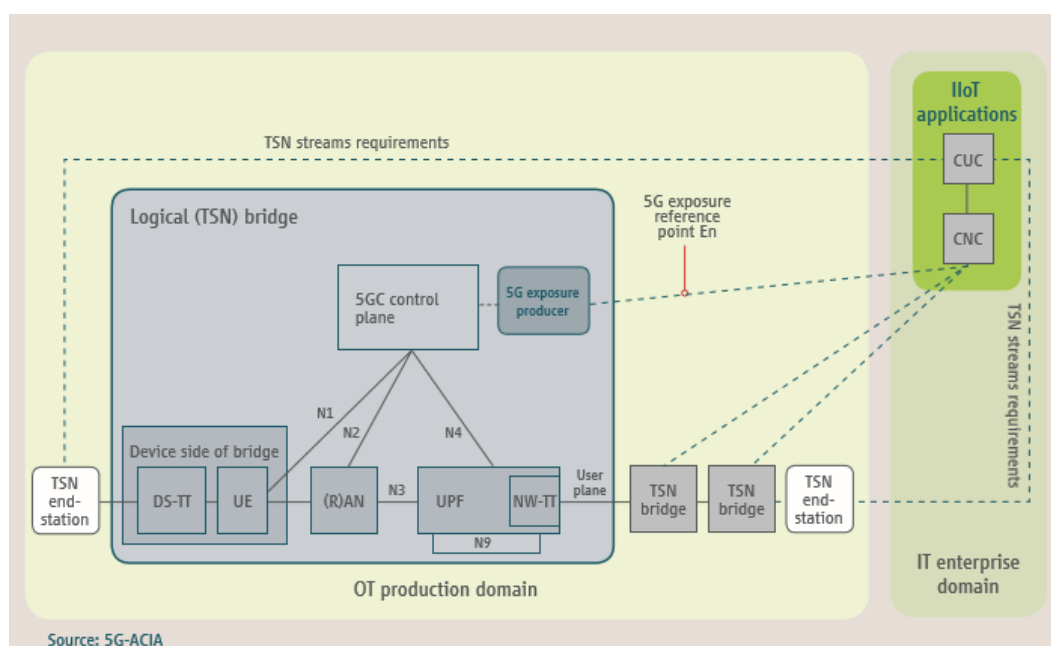 IIoT
applications
TSN streams requirements
CUC
Logical (TSN) bridge
5G exposure
reference
point En
CNC
5GC control
plane
5G exposure
producer
TSN streams requirements
N1
N2
N4
Device side of bridge
TSN
end-
station
DS-TT
UE
(R)AN
N3
UPF
NW-TT
User
plane
TSN
bridge
TSN
bridge
TSN
end-
station
N9
IT enterprise
domain
OT production domain
Source: 5G-ACIA